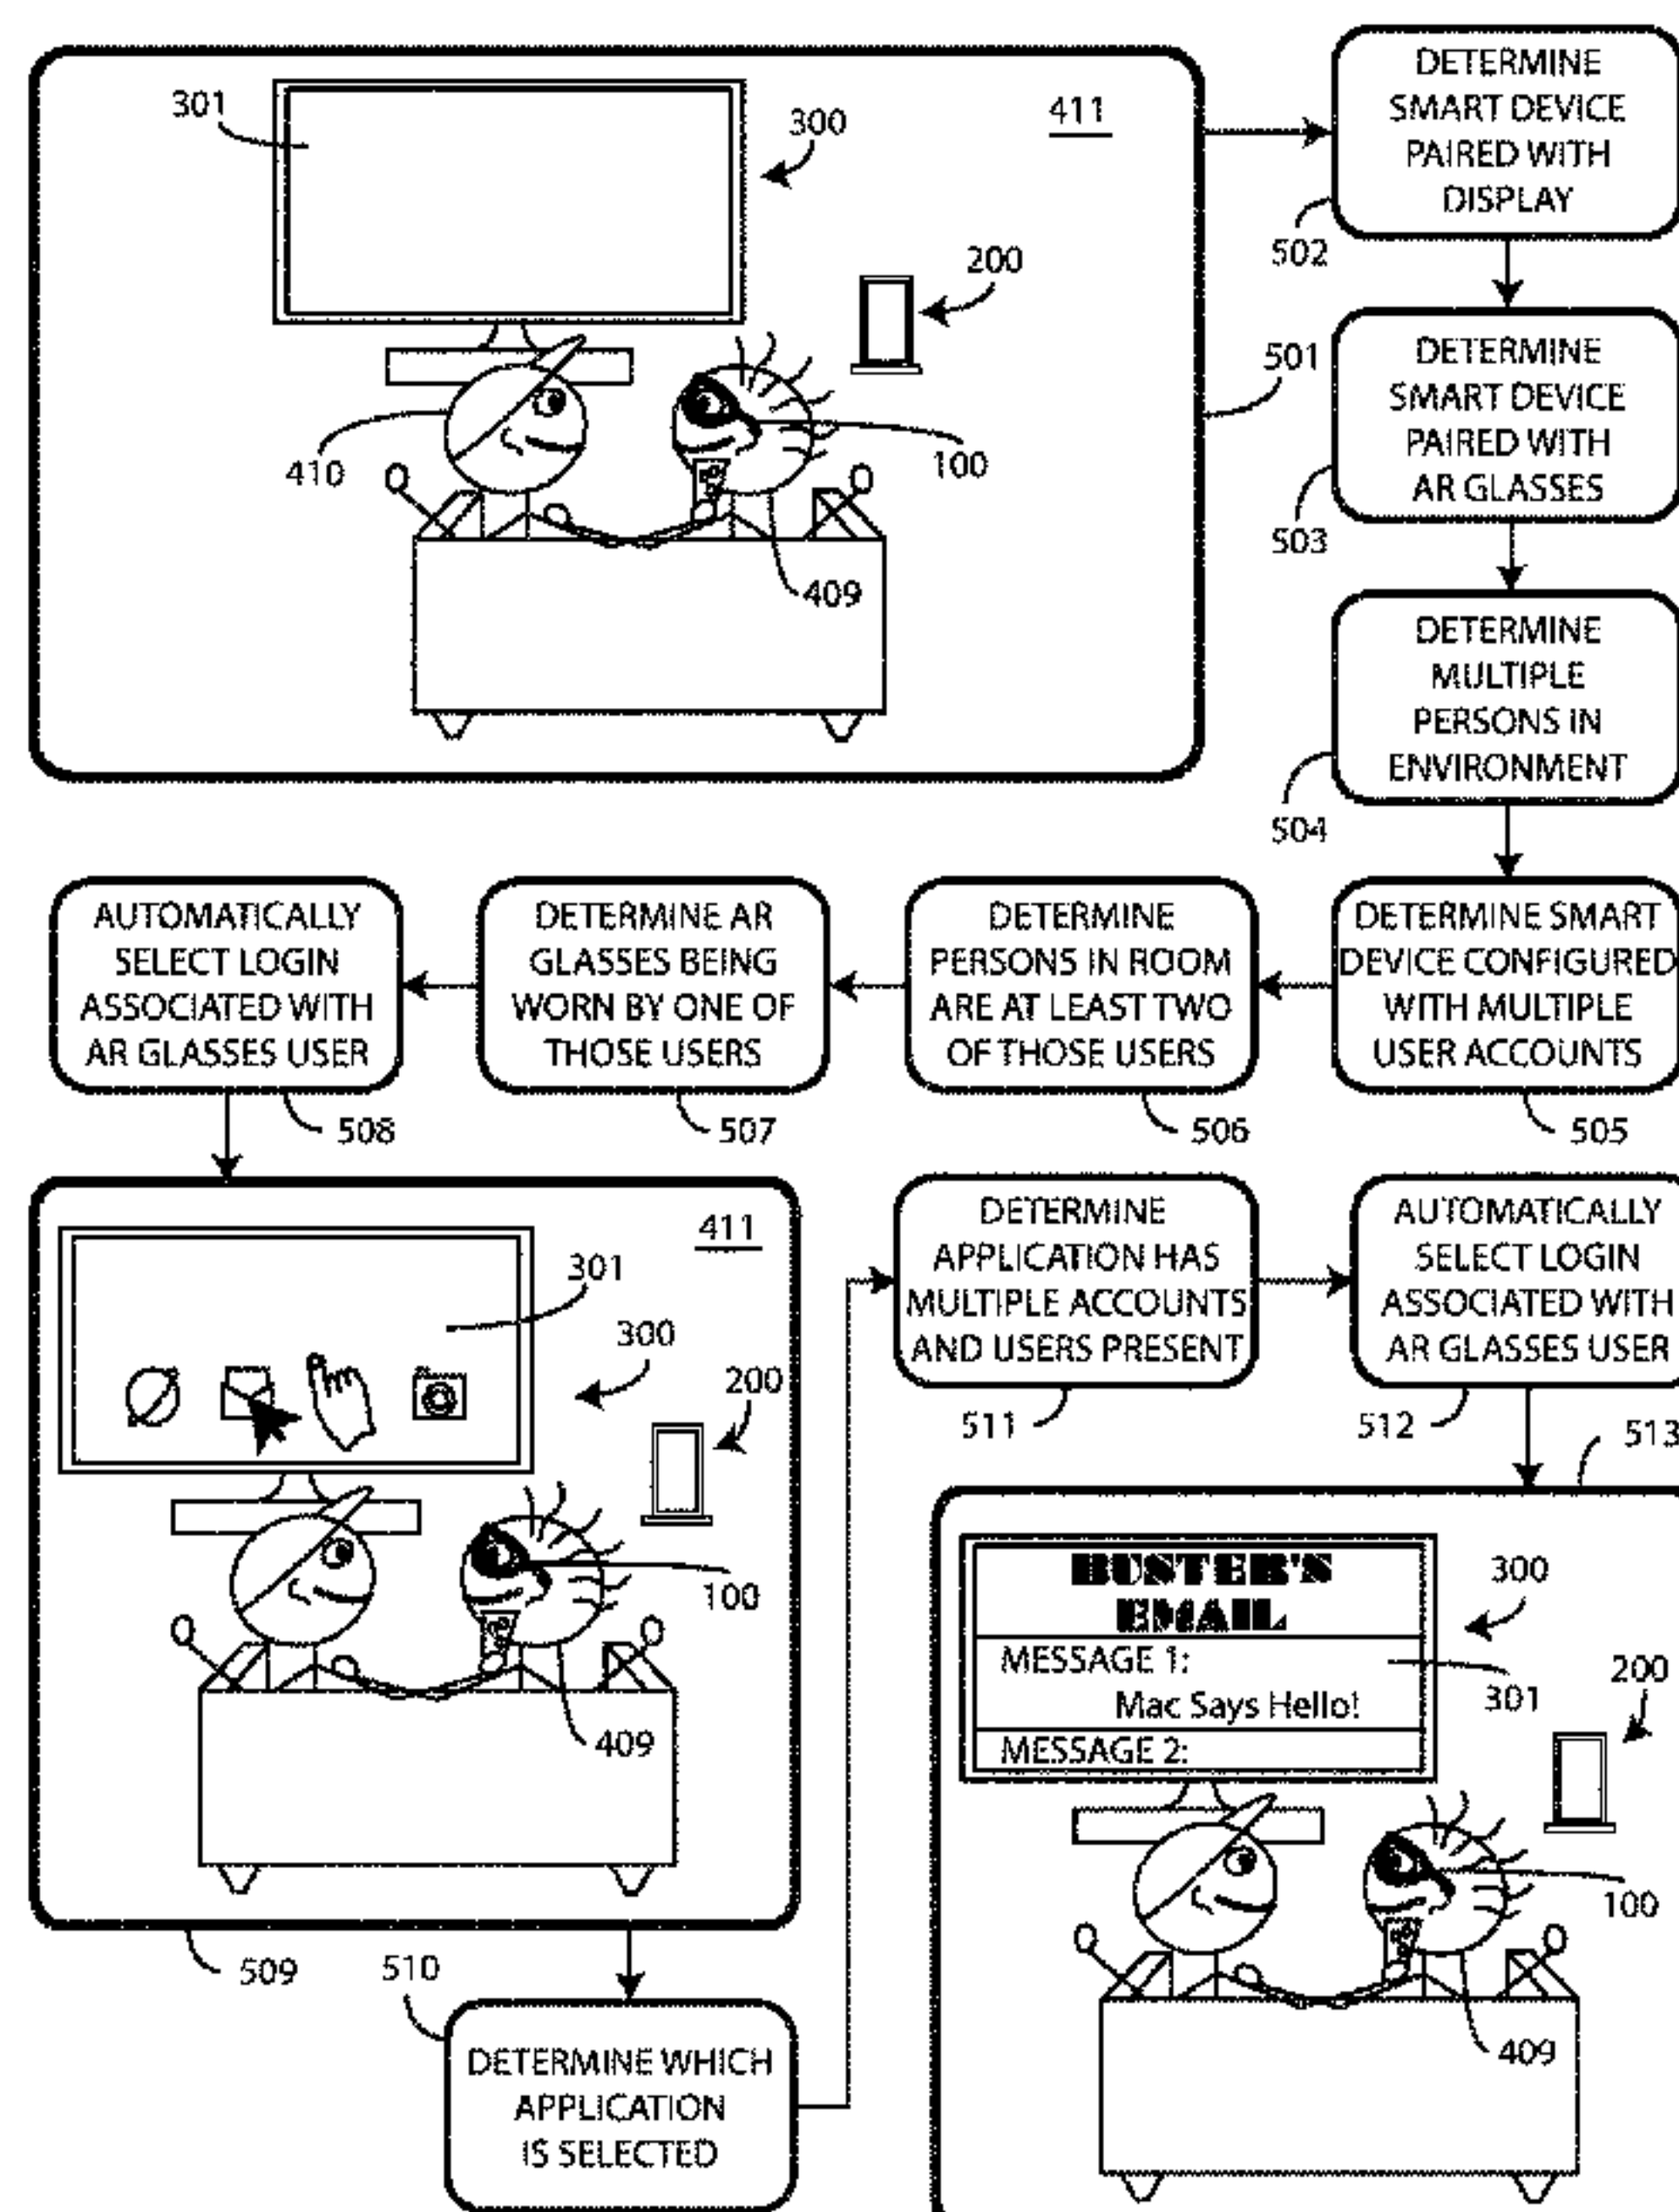 301
300
411
200
410
100
409
501
DETERMINE
SMART DEVICE
PAIRED WITH
DISPLAY
502
DETERMINE
SMART DEVICE
PAIRED WITH
AR GLASSES
503
DETERMINE
MULTIPLE
PERSONS IN
ENVIRONMENT
504
DETERMINE SMART
DEVICE CONFIGURED
WITH MULTIPLE
USER ACCOUNTS
505
DETERMINE
PERSONS IN ROOM
ARE AT LEAST TWO
OF THOSE USERS
506
DETERMINE AR
GLASSES BEING
WORN BY ONE OF
THOSE USERS
507
AUTOMATICALLY
SELECT LOGIN
ASSOCIATED WITH
AR GLASSES USER
508
411
301
300
200
100
409
509
510
DETERMINE WHICH
APPLICATION
IS SELECTED
DETERMINE
APPLICATION HAS
MULTIPLE ACCOUNTS
AND USERS PRESENT
511
AUTOMATICALLY
SELECT LOGIN
ASSOCIATED WITH
AR GLASSES USER
512
513
BUSTER'S
EMAIL
MESSAGE 1:
Mac Says Hello!
MESSAGE 2:
300
301
200
100
409